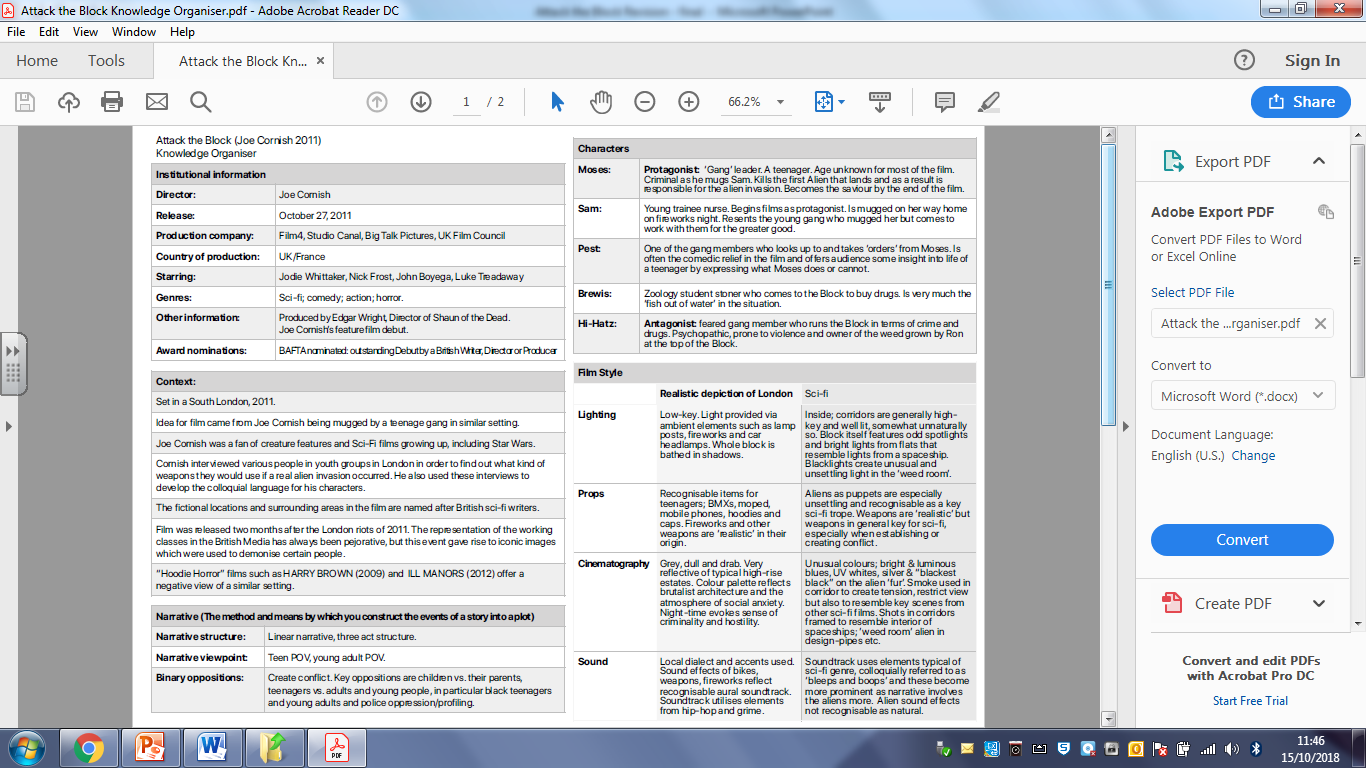 Attack the Block Knowledge Organiser.pdf - Adobe Acrobat Reader DC
File Edit View Window Help
Home Tools Attack the Block Kn... ×
? Sign In
1 / 2 66.2% Share
Attack the Block (Joe Cornish 2011)
Knowledge Organiser
Institutional information
Director: Joe Cornish
Release: October 27, 2011
Production company: Film4, Studio Canal, Big Talk Pictures, UK Film Council
Country of production: UK/France
Starring: Jodie Whittaker, Nick Frost, John Boyega, Luke Treadaway
Genres: Sci-fi; comedy; action; horror.
Other information: Produced by Edgar Wright, Director of Shaun of the Dead.
Joe Cornish's feature film debut.
Award nominations: BAFTA nominated: outstanding Debut by a British Writer, Director or Producer
Context:
Set in a South London, 2011.
Idea for film came from Joe Cornish being mugged by a teenage gang in similar setting.
Joe Cornish was a fan of creature features and Sci-Fi films growing up, including Star Wars.
Cornish interviewed various people in youth groups in London in order to find out what kind of
weapons they would use if a real alien invasion occurred. He also used these interviews to
develop the colloquial language for his characters.
The fictional locations and surrounding areas in the film are named after British sci-fi writers.
Film was released two months after the London riots of 2011. The representation of the working
classes in the British Media has always been pejorative, but this event gave rise to iconic images
which were used to demonise certain people.
“Hoodie Horror” films such as HARRY BROWN (2009) and ILL MANORS (2012) offer a
negative view of a similar setting.
Narrative (The method and means by which you construct the events of a story into a plot)
Narrative structure: Linear narrative, three act structure.
Narrative viewpoint: Teen POV, young adult POV.
Binary oppositions: Create conflict. Key oppositions are children vs. their parents,
teenagers vs. adults and young people, in particular black teenagers
and young adults and police oppression/profiling.
Characters
Moses: Protagonist: ‘Gang’ leader. A teenager. Age unknown for most of the film.
Criminal as he mugs Sam. Kills the first Alien that lands and as a result is
responsible for the alien invasion. Becomes the saviour by the end of the film.
Sam: Young trainee nurse. Begins films as protagonist. Is mugged on her way home
on fireworks night. Resents the young gang who mugged her but comes to
work with them for the greater good.
Pest: One of the gang members who looks up to and takes ‘orders’ from Moses. Is
often the comedic relief in the film and offers audience some insight into life of
a teenager by expressing what Moses does or cannot.
Brewis: Zoology student stoner who comes to the Block to buy drugs. Is very much the
‘fish out of water’ in the situation.
Hi-Hatz: Antagonist: feared gang member who runs the Block in terms of crime and
drugs. Psychopathic, prone to violence and owner of the weed grown by Ron
at the top of the Block.
Film Style
Realistic depiction of London Sci-fi
Lighting Low-key. Light provided via
ambient elements such as lamp
posts, fireworks and car
headlamps. Whole block is
bathed in shadows.
Inside; corridors are generally high-
key and well lit, somewhat unnaturally
so. Block itself features odd spotlights
and bright lights from flats that
resemble lights from a spaceship.
Blacklights create unusual and
unsettling light in the ‘weed room’.
Props Recognisable items for
teenagers; BMXs, moped,
mobile phones, hoodies and
caps. Fireworks and other
weapons are ‘realistic’ in their
origin.
Aliens as puppets are especially
unsettling and recognisable as a key
sci-fi trope. Weapons are ‘realistic’ but
weapons in general key for sci-fi,
especially when establishing or
creating conflict.
Cinematography Grey, dull and drab. Very
reflective of typical high-rise
estates. Colour palette reflects
brutalist architecture and the
atmosphere of social anxiety.
Night-time evokes sense of
criminality and hostility.
Unusual colours; bright & luminous
blues, UV whites, silver & “blackest
black” on the alien ‘fur’. Smoke used in
corridor to create tension, restrict view
but also to resemble key scenes from
other sci-fi films. Shots in corridors
framed to resemble interior of
spaceships; ‘weed room’ alien in
design-pipes etc.
Sound Local dialect and accents used.
Sound effects of bikes,
weapons, fireworks reflect
recognisable aural soundtrack.
Soundtrack utilises elements
from hip-hop and grime.
Soundtrack uses elements typical of
sci-fi genre, colloquially referred to as
‘bleeps and boops’ and these become
more prominent as narrative involves
the aliens more. Alien sound effects
not recognisable as natural.
Export PDF
Adobe Export PDF
Convert PDF Files to Word
or Excel Online
Select PDF File
Attack the ...rganiser.pdf
Convert to
Microsoft Word (*.docx)
Document Language:
English (U.S.) Change
Convert
Create PDF
Convert and edit PDFs
with Acrobat Pro DC
Start Free Trial
11:46
15/10/2018